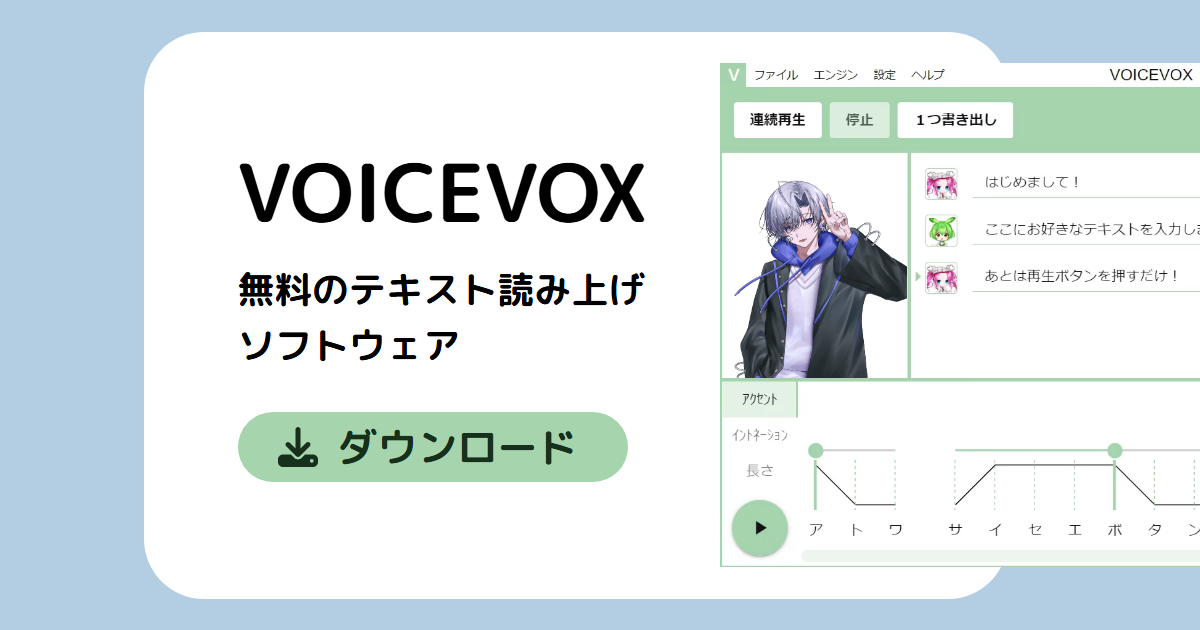 VOICEVOX
無料のテキスト読み上げ
ソフトウェア
ダウンロード
V ファイル エンジン 設定 ヘルプ VOICEVOX
連続再生 停止 1つ書き出し
はじめまして！
ここにお好きなテキストを入力しま
あとは再生ボタンを押すだけ！
アクセント
イントネーション
長さ
ア ト ワ サ イ セ エ ボ タ ン